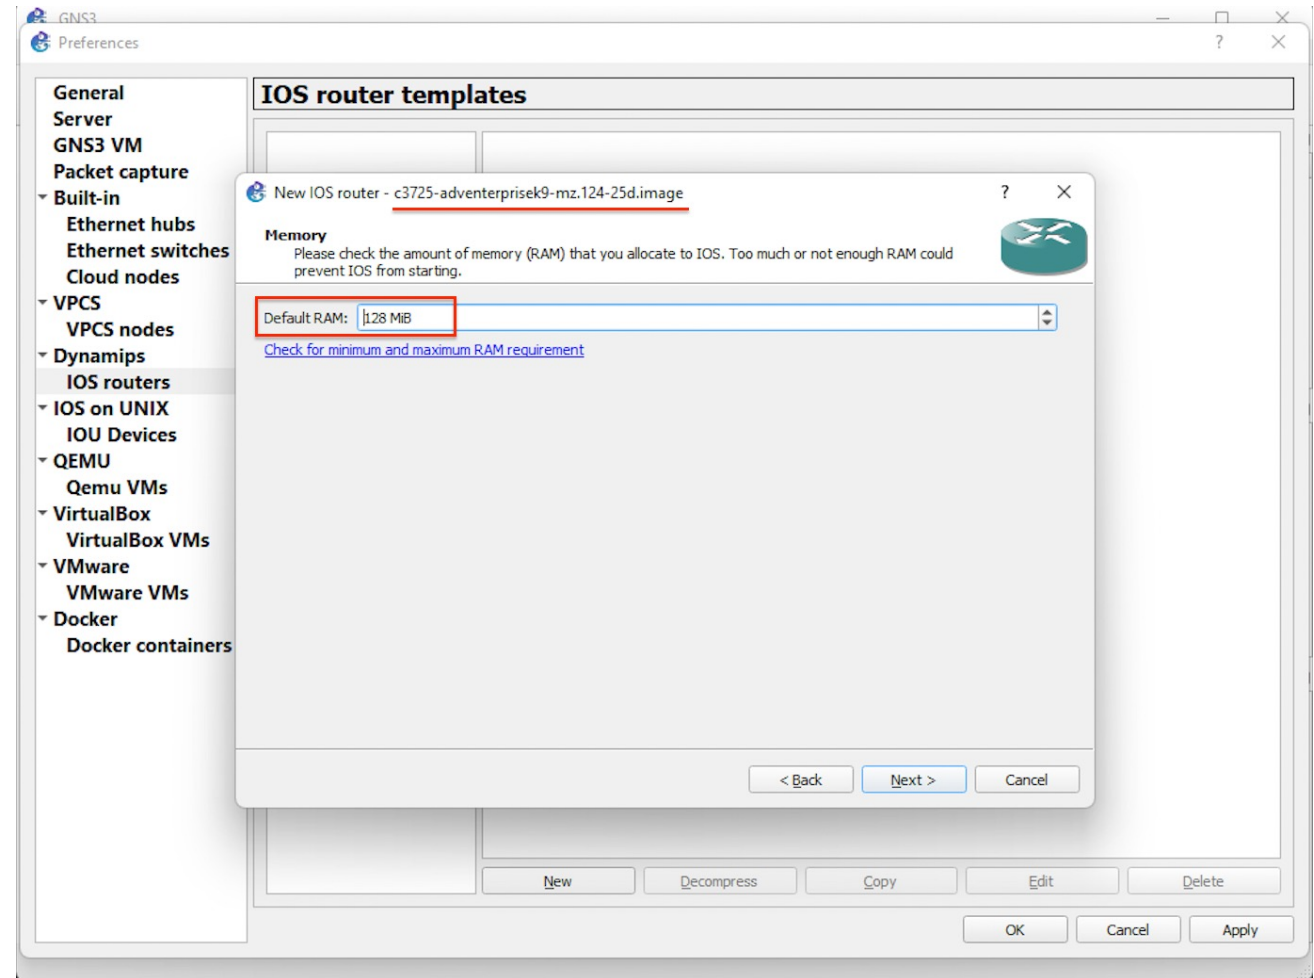 GNS3
Preferences
General
Server
GNS3 VM
Packet capture
Built-in
Ethernet hubs
Ethernet switches
Cloud nodes
VPCS
VPCS nodes
Dynamips
IOS routers
IOS on UNIX
IOU Devices
QEMU
Qemu VMs
VirtualBox
VirtualBox VMs
VMware
VMware VMs
Docker
Docker containers
IOS router templates
New IOS router - c3725-adventerprisek9-mz.124-25d.image
Memory
Please check the amount of memory (RAM) that you allocate to IOS. Too much or not enough RAM could
prevent IOS from starting.
Default RAM: 128 MiB
Check for minimum and maximum RAM requirement
< Back Next > Cancel
New Decompress Copy Edit Delete
OK Cancel Apply